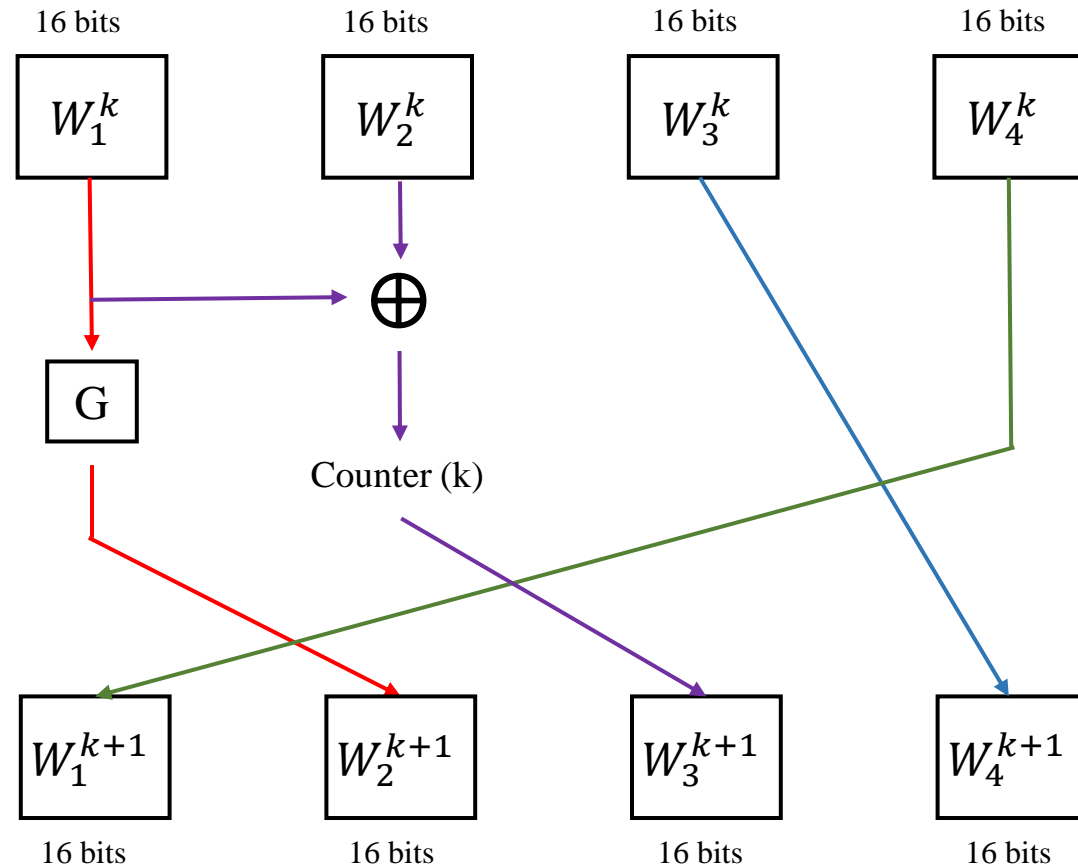 16 bits 16 bits 16 bits 16 bits
W_1^k W_2^k W_3^k W_4^k
⊕
G
Counter (k)
W_1^{k+1} W_2^{k+1} W_3^{k+1} W_4^{k+1}
16 bits 16 bits 16 bits 16 bits